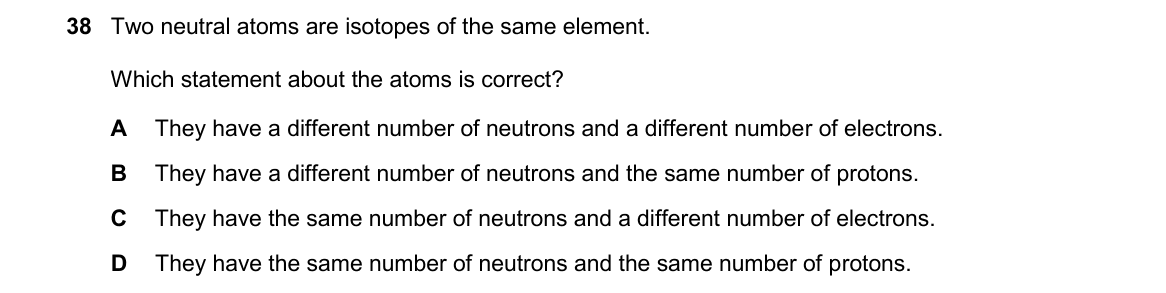 38 Two neutral atoms are isotopes of the same element.
Which statement about the atoms is correct?
A They have a different number of neutrons and a different number of electrons.
B They have a different number of neutrons and the same number of protons.
C They have the same number of neutrons and a different number of electrons.
D They have the same number of neutrons and the same number of protons.